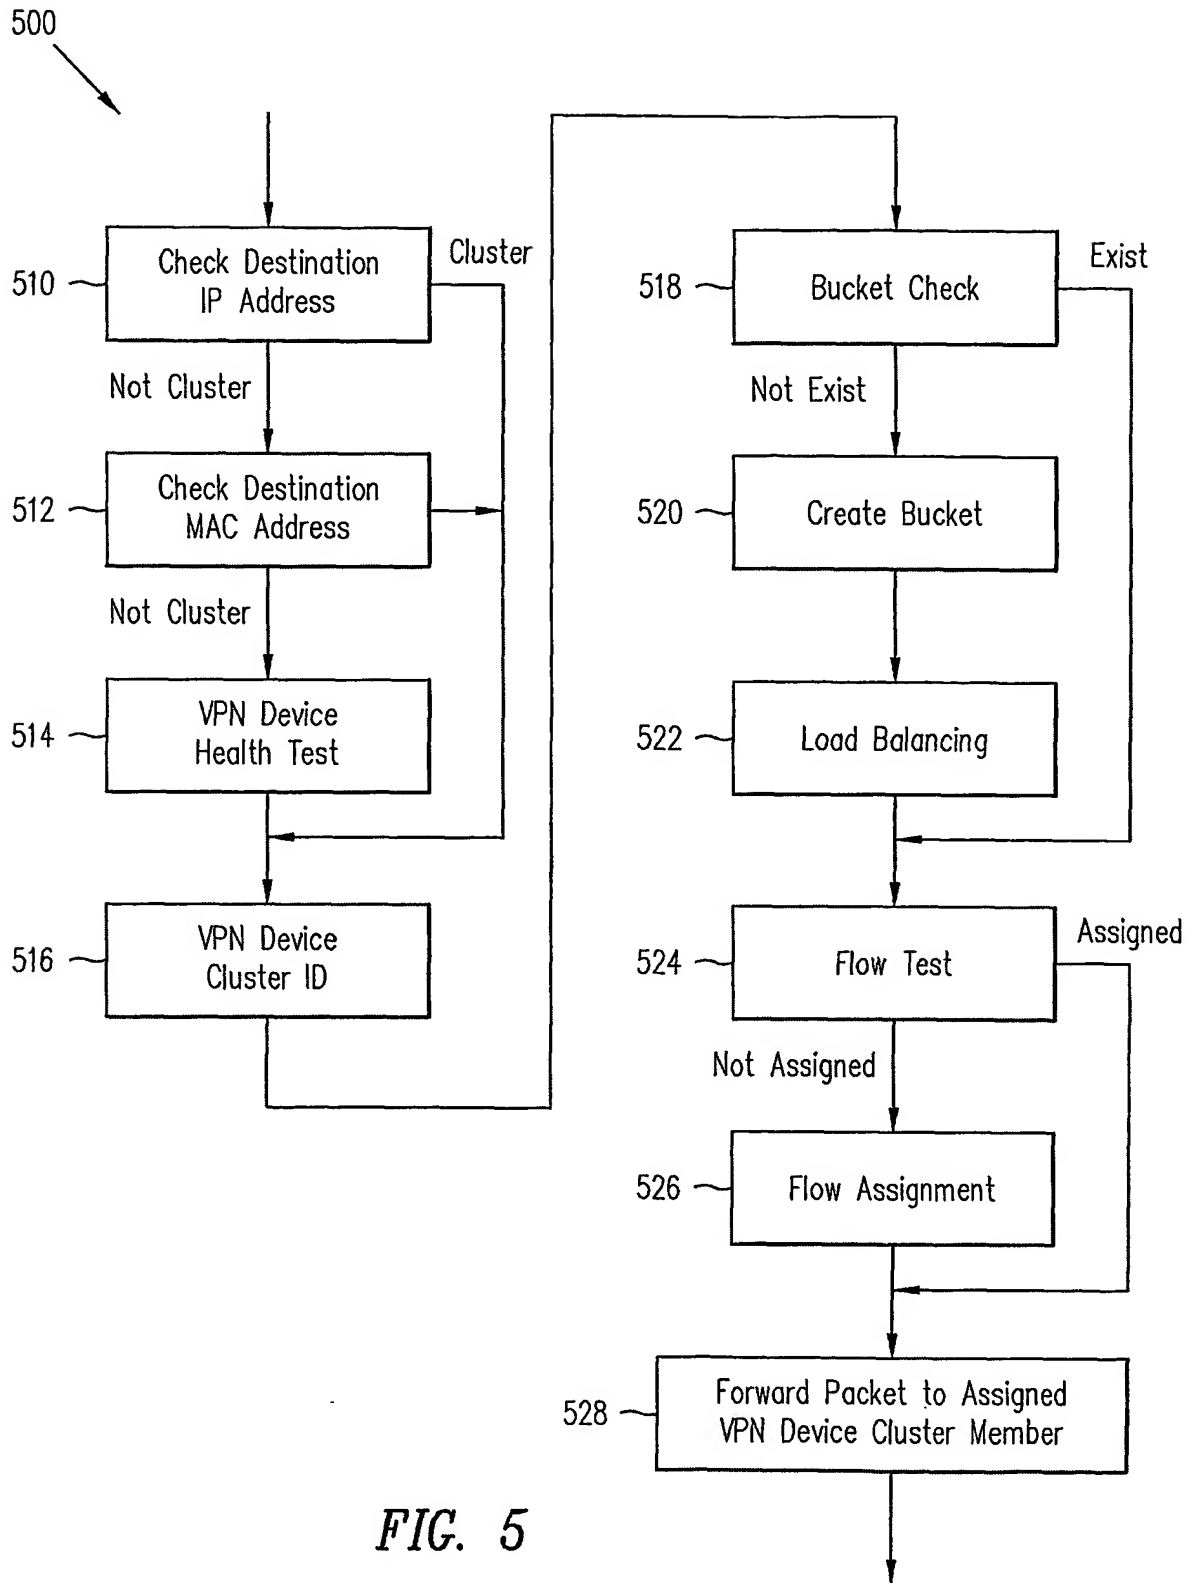 500
Check Destination
IP Address
Cluster
510
Not Cluster
Check Destination
MAC Address
512
Not Cluster
VPN Device
Health Test
514
VPN Device
Cluster ID
516
Bucket Check
Exist
518
Not Exist
Create Bucket
520
Load Balancing
522
Flow Test
Assigned
524
Not Assigned
Flow Assignment
526
Forward Packet to Assigned
VPN Device Cluster Member
528
FIG. 5